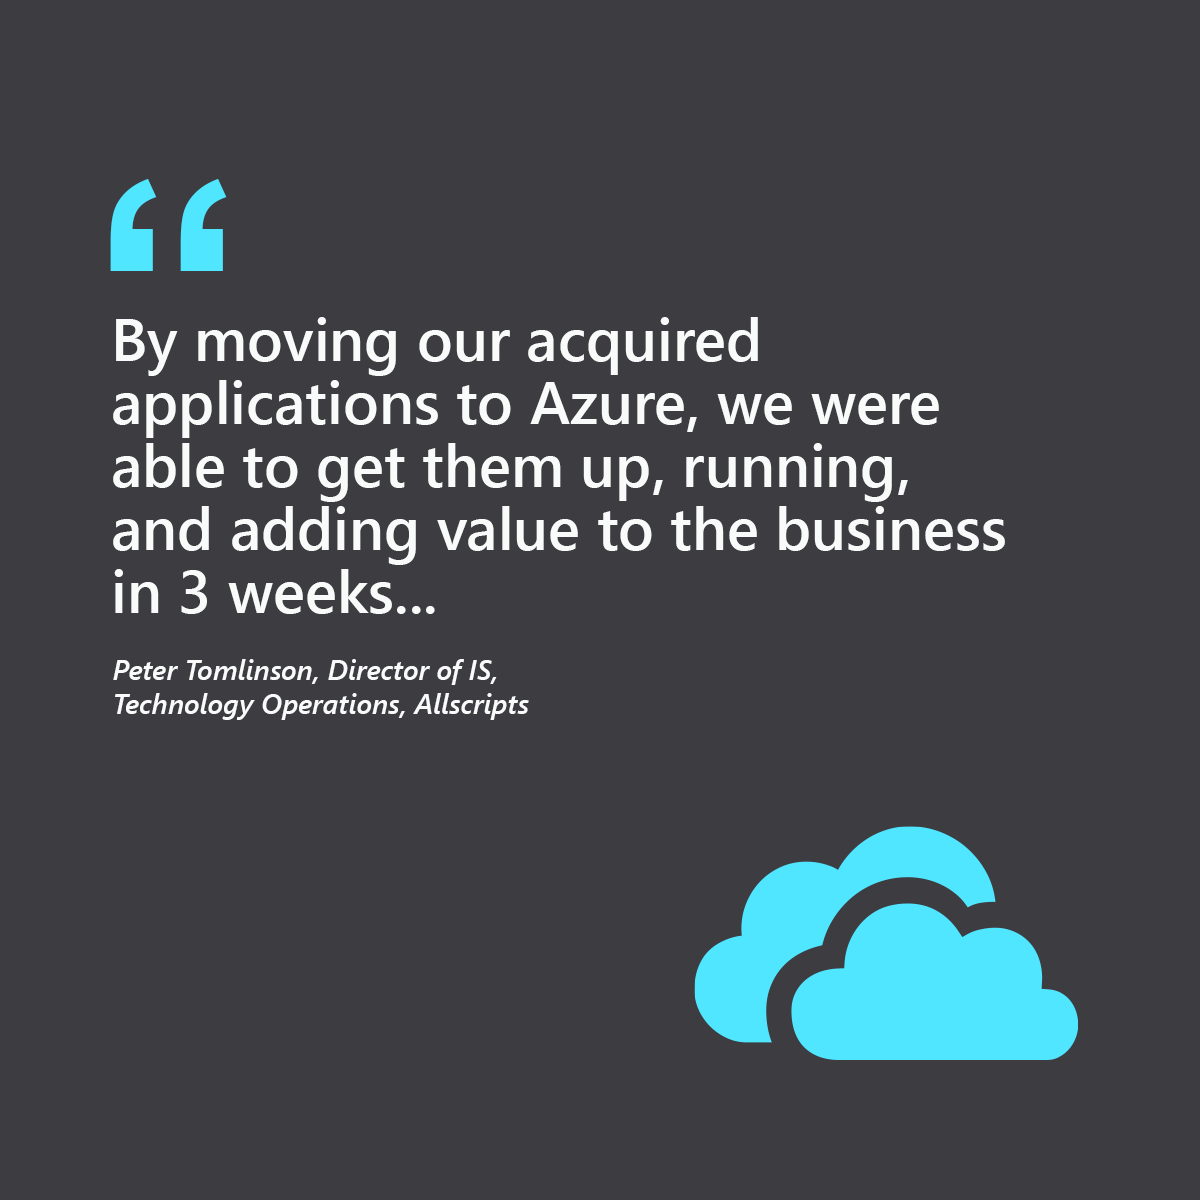 By moving our acquired
applications to Azure, we were
able to get them up, running,
and adding value to the business
in 3 weeks...
Peter Tomlinson, Director of IS,
Technology Operations, Allscripts